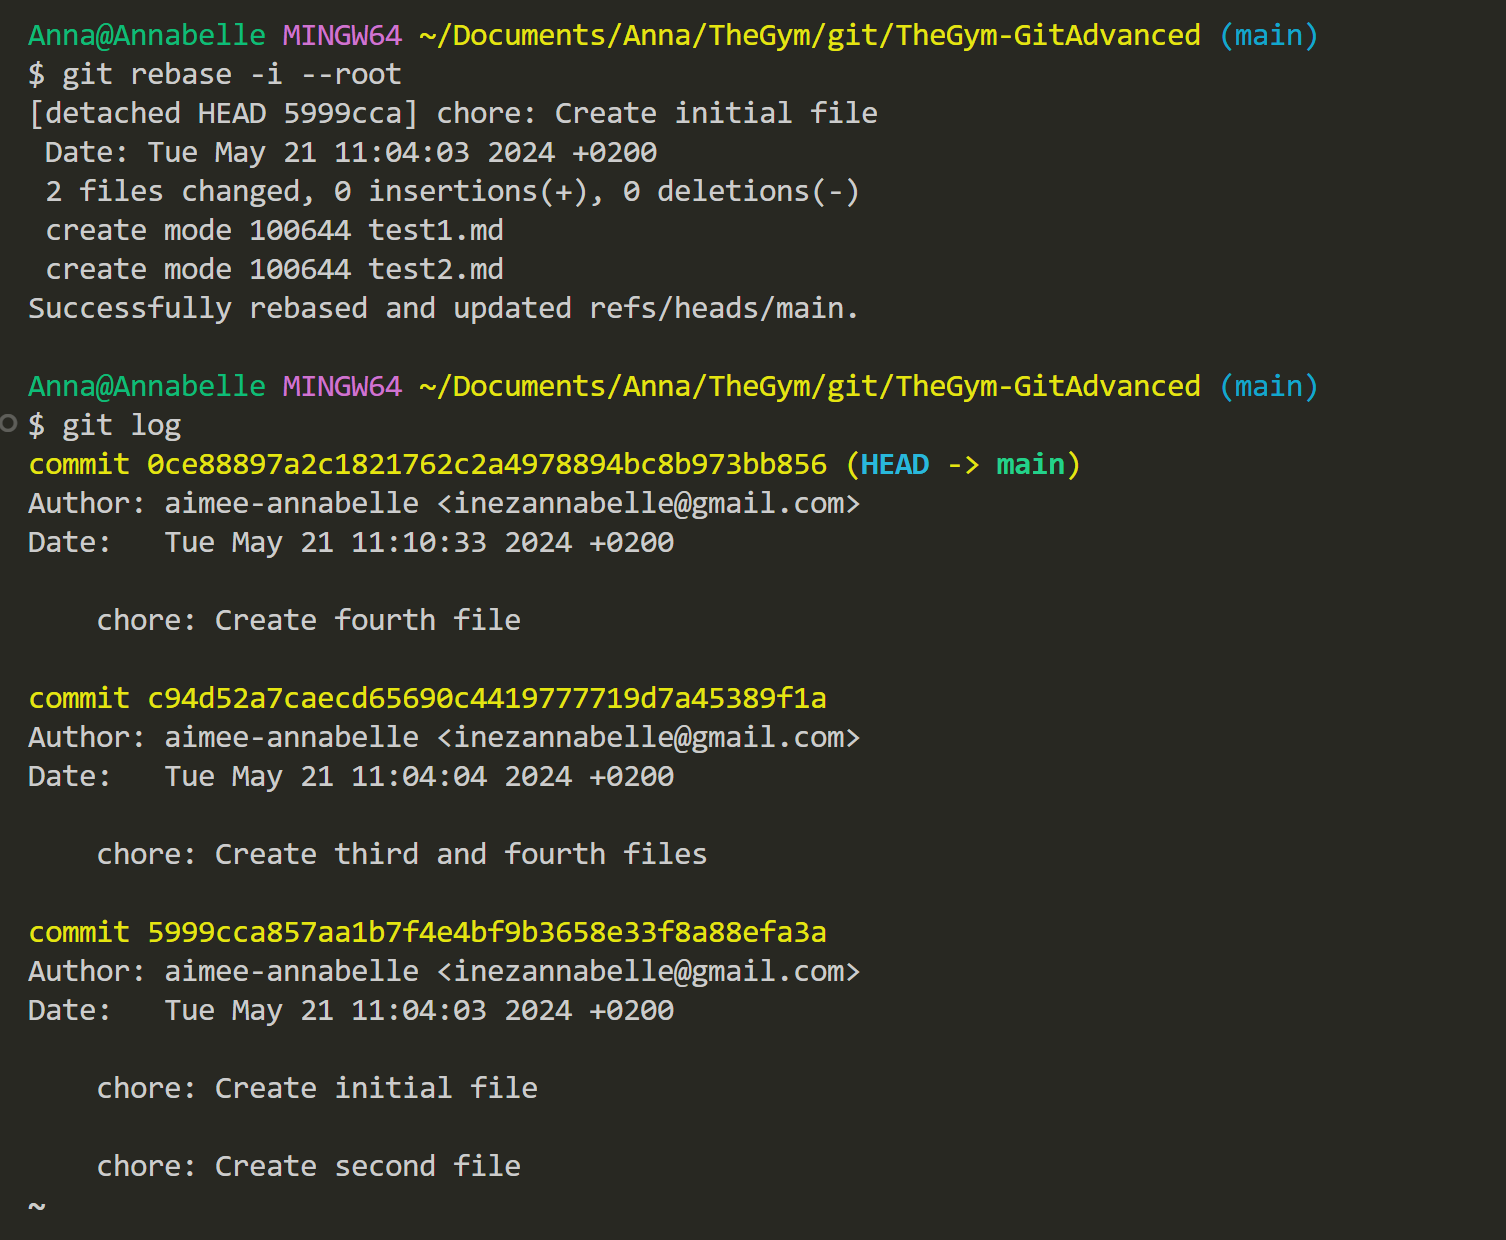 Anna@Annabelle MINGW64 ~/Documents/Anna/TheGym/git/TheGym-GitAdvanced (main)
$ git rebase -i --root
[detached HEAD 5999cca] chore: Create initial file
 Date: Tue May 21 11:04:03 2024 +0200
 2 files changed, 0 insertions(+), 0 deletions(-)
 create mode 100644 test1.md
 create mode 100644 test2.md
Successfully rebased and updated refs/heads/main.

Anna@Annabelle MINGW64 ~/Documents/Anna/TheGym/git/TheGym-GitAdvanced (main)
$ git log
commit 0ce88897a2c1821762c2a4978894bc8b973bb856 (HEAD -> main)
Author: aimee-annabelle <inezannabelle@gmail.com>
Date:   Tue May 21 11:10:33 2024 +0200

    chore: Create fourth file

commit c94d52a7caecd65690c4419777719d7a45389f1a
Author: aimee-annabelle <inezannabelle@gmail.com>
Date:   Tue May 21 11:04:04 2024 +0200

    chore: Create third and fourth files

commit 5999cca857aa1b7f4e4bf9b3658e33f8a88efa3a
Author: aimee-annabelle <inezannabelle@gmail.com>
Date:   Tue May 21 11:04:03 2024 +0200

    chore: Create initial file

    chore: Create second file
~